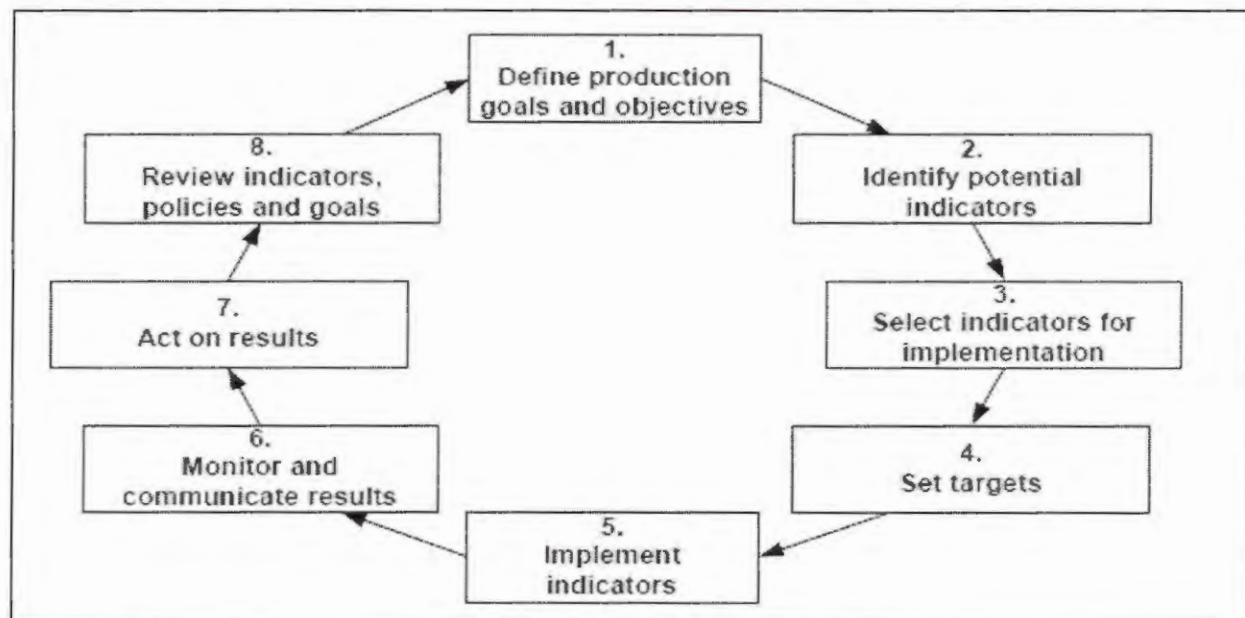 1.
Define production
goals and objectives
2.
Identify potential
indicators
3.
Select indicators for
implementation
4.
Set targets
5.
Implement
indicators
6.
Monitor and
communicate results
7.
Act on results
8.
Review indicators,
policies and goals